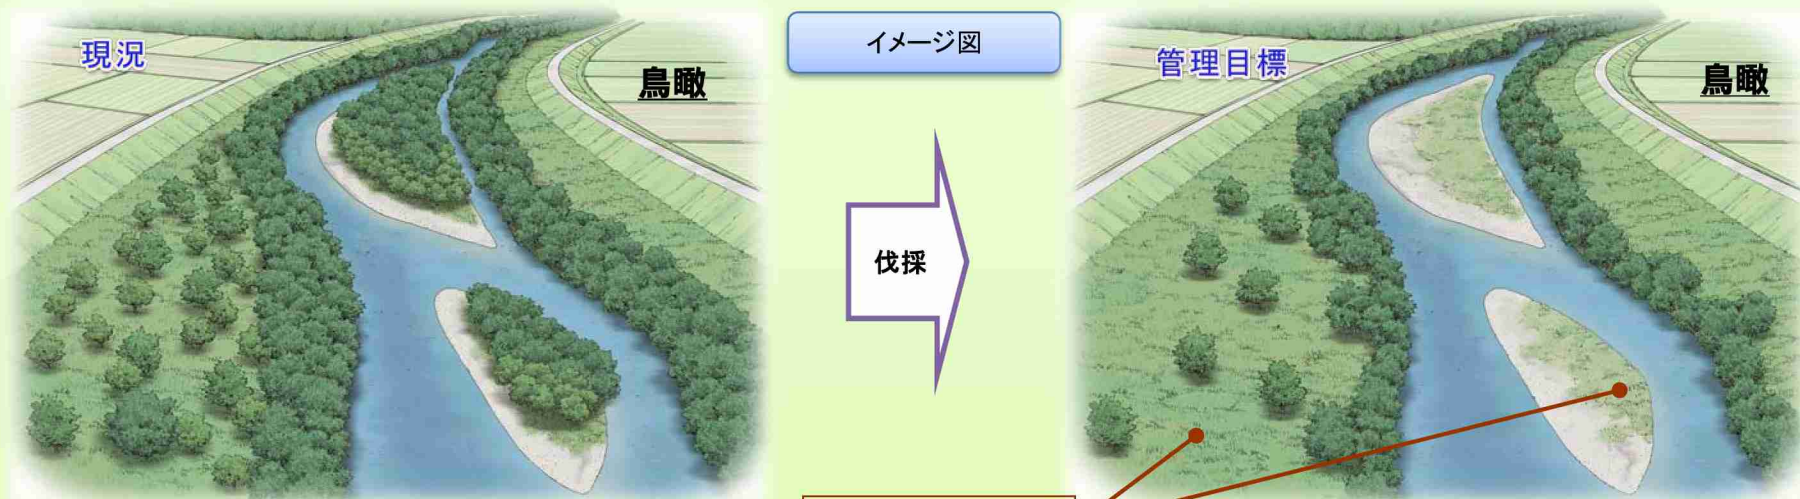 現況
鳥瞰
イメージ図
伐採
管理目標
鳥瞰